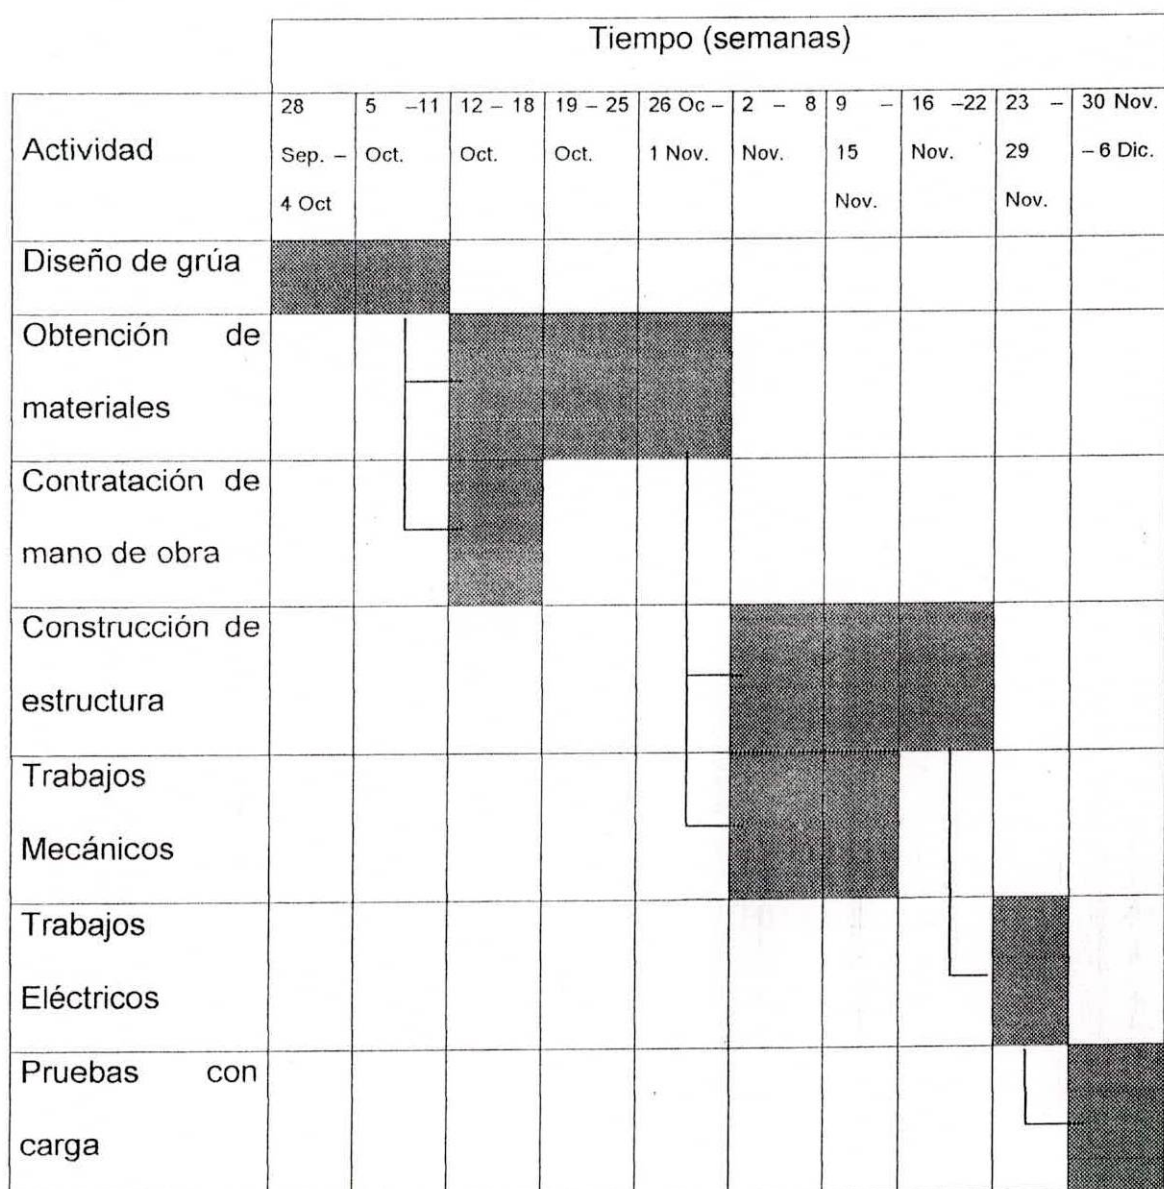 Tiempo (semanas)
Actividad
28
Sep. –
4 Oct
5 –11
Oct.
12 – 18
Oct.
19 – 25
Oct.
26 Oc –
1 Nov.
2 – 8
Nov.
9 –
15
Nov.
16 –22
Nov.
23 –
29
Nov.
30 Nov.
– 6 Dic.
Diseño de grúa
Obtención de
materiales
Contratación de
mano de obra
Construcción de
estructura
Trabajos
Mecánicos
Trabajos
Eléctricos
Pruebas con
carga